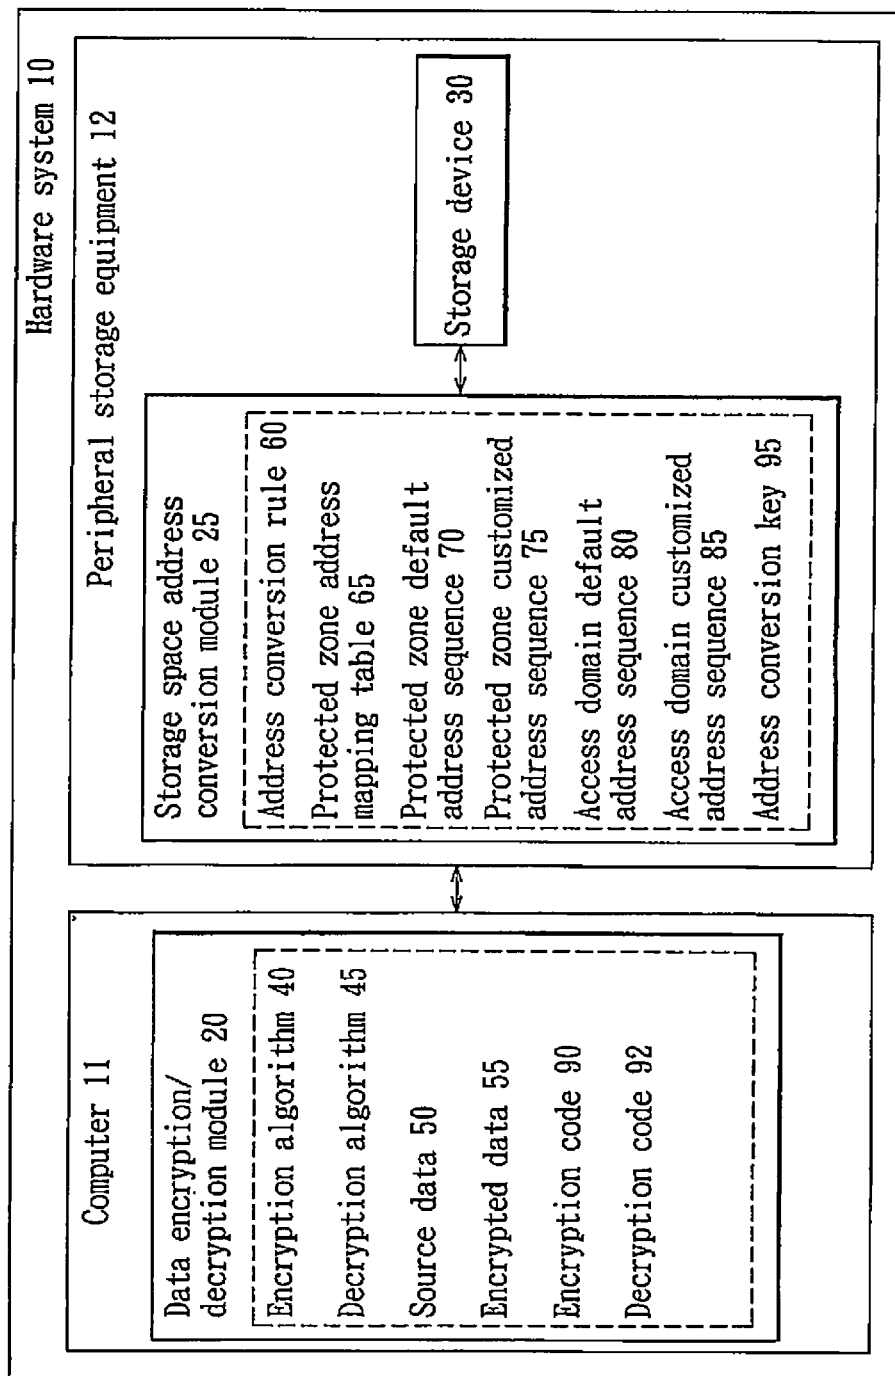 Hardware system 10
Computer 11
Data encryption/
decryption module 20
Encryption algorithm 40
Decryption algorithm 45
Source data 50
Encrypted data 55
Encryption code 90
Decryption code 92
Peripheral storage equipment 12
Storage space address
conversion module 25
Address conversion rule 60
Protected zone address
mapping table 65
Protected zone default
address sequence 70
Protected zone customized
address sequence 75
Access domain default
address sequence 80
Access domain customized
address sequence 85
Address conversion key 95
Storage device 30